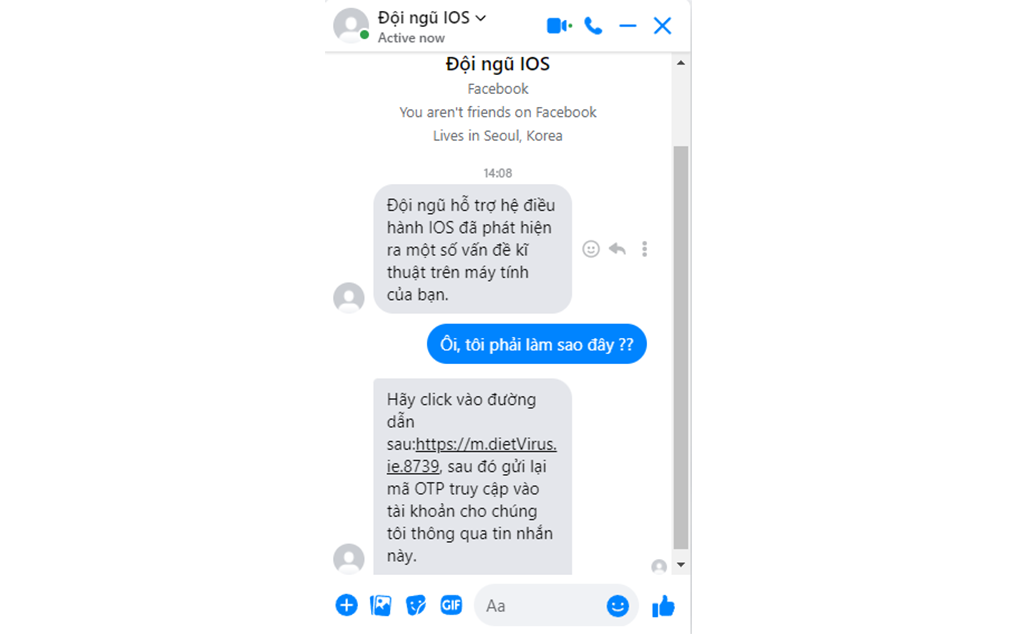 Đội ngũ IOS
Active now
Đội ngũ IOS
Facebook
You aren't friends on Facebook
Lives in Seoul, Korea
14:08
Đội ngũ hỗ trợ hệ điều
hành IOS đã phát hiện
ra một số vấn đề kĩ
thuật trên máy tính
của bạn.
Ôi, tôi phải làm sao đây ??
Hãy click vào đường
dẫn
sau:https://m.dietVirus.
ie.8739, sau đó gửi lại
mã OTP truy cập vào
tài khoản cho chúng
tôi thông qua tin nhắn
này.
GIF
Aa